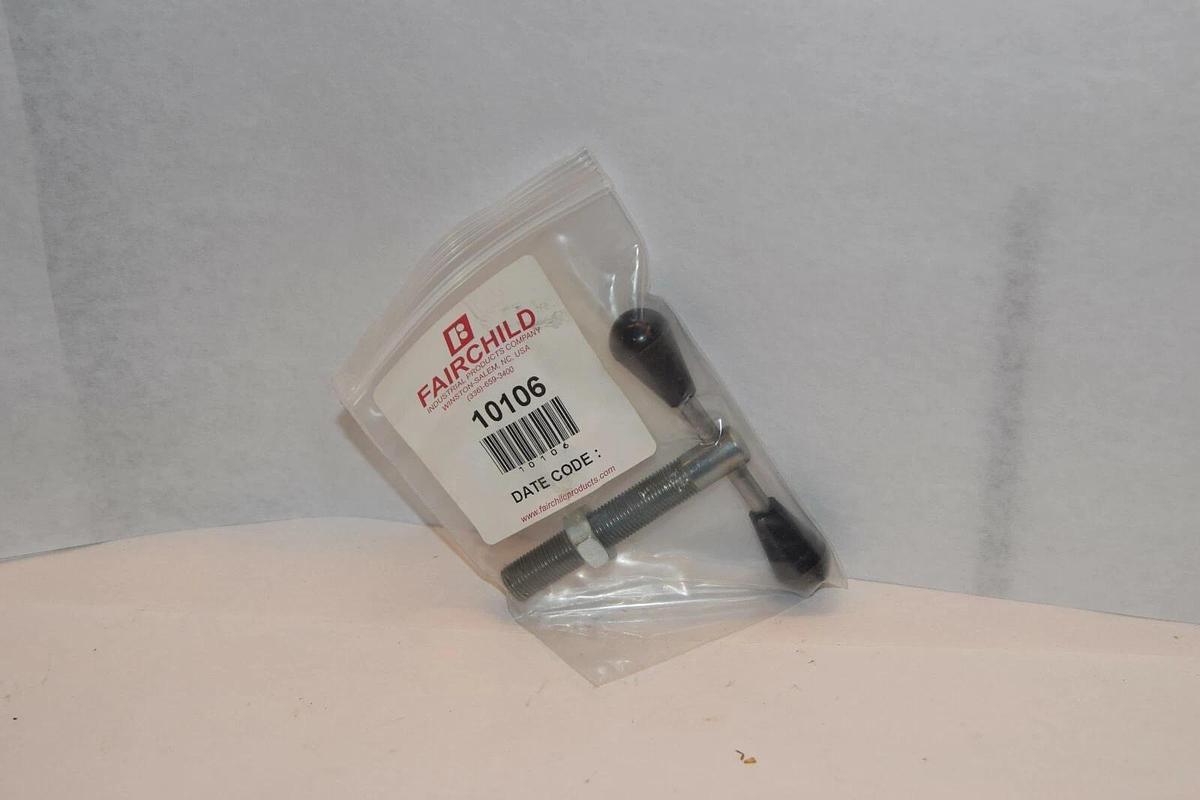 FAIRCHILD
INDUSTRIAL PRODUCTS COMPANY
WINSTON-SALEM, NC. USA
(336)-659-3400
10106
10106
DATE CODE :
www.fairchildproducts.com